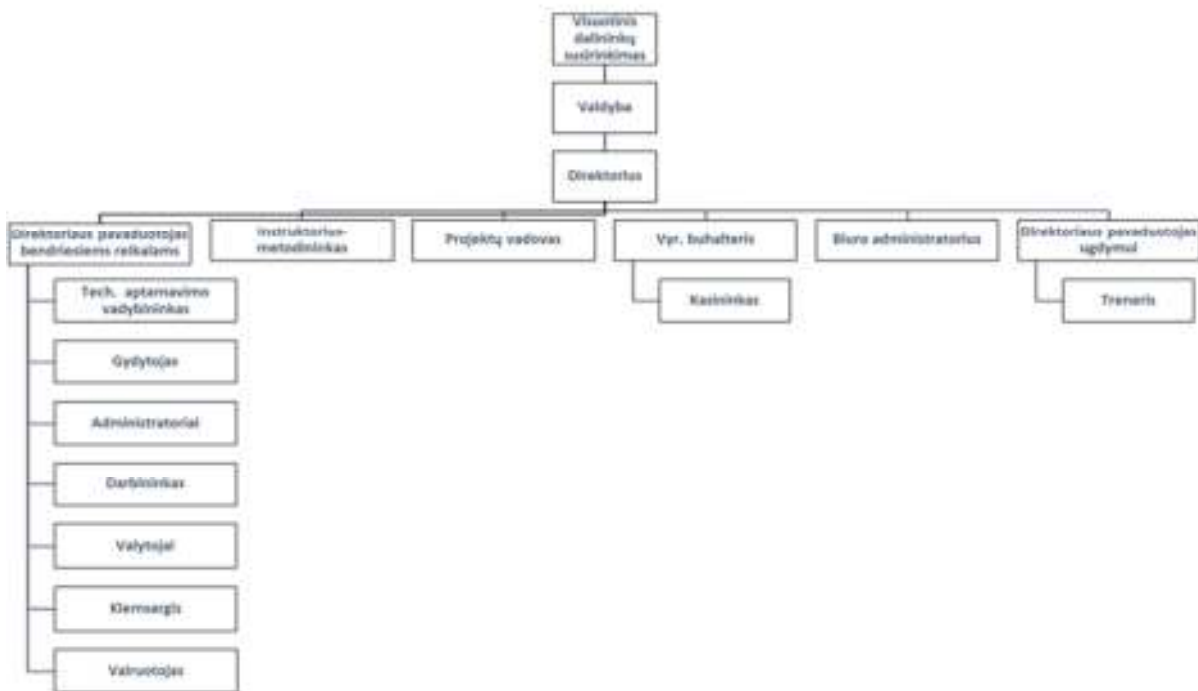 Visuotinis
dalininkų
susirinkimas
Valdyba
Direktorius
Direktoriaus pavaduotojas
bendriesiems reikalams
Instruktorius-
metodininkas
Projektų vadovas
Vyr. buhalteris
Biuro administratorius
Direktoriaus pavaduotojas
ugdymui
Tech. aptarnavimo
vadybininkas
Kasininkas
Treneris
Gydytojas
Administratoriai
Darbininkas
Valytojai
Kiemsargis
Vairuotojas